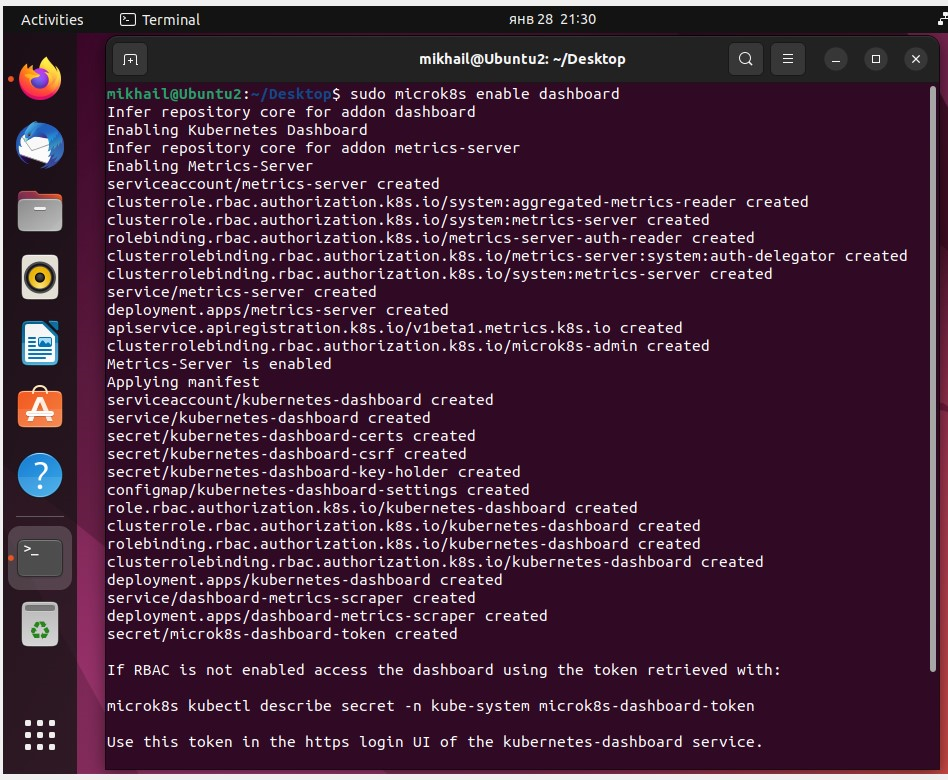 Activities
Terminal
янв 28 21:30
mikhail@Ubuntu2: ~/Desktop
mikhail@Ubuntu2:~/Desktop$ sudo microk8s enable dashboard
Infer repository core for addon dashboard
Enabling Kubernetes Dashboard
Infer repository core for addon metrics-server
Enabling Metrics-Server
serviceaccount/metrics-server created
clusterrole.rbac.authorization.k8s.io/system:aggregated-metrics-reader created
clusterrole.rbac.authorization.k8s.io/system:metrics-server created
rolebinding.rbac.authorization.k8s.io/metrics-server-auth-reader created
clusterrolebinding.rbac.authorization.k8s.io/metrics-server:system:auth-delegator created
clusterrolebinding.rbac.authorization.k8s.io/system:metrics-server created
service/metrics-server created
deployment.apps/metrics-server created
apiservice.apiregistration.k8s.io/v1beta1.metrics.k8s.io created
clusterrolebinding.rbac.authorization.k8s.io/microk8s-admin created
Metrics-Server is enabled
Applying manifest
serviceaccount/kubernetes-dashboard created
service/kubernetes-dashboard created
secret/kubernetes-dashboard-certs created
secret/kubernetes-dashboard-csrf created
secret/kubernetes-dashboard-key-holder created
configmap/kubernetes-dashboard-settings created
role.rbac.authorization.k8s.io/kubernetes-dashboard created
clusterrole.rbac.authorization.k8s.io/kubernetes-dashboard created
rolebinding.rbac.authorization.k8s.io/kubernetes-dashboard created
clusterrolebinding.rbac.authorization.k8s.io/kubernetes-dashboard created
deployment.apps/kubernetes-dashboard created
service/dashboard-metrics-scraper created
deployment.apps/dashboard-metrics-scraper created
secret/microk8s-dashboard-token created
If RBAC is not enabled access the dashboard using the token retrieved with:
microk8s kubectl describe secret -n kube-system microk8s-dashboard-token
Use this token in the https login UI of the kubernetes-dashboard service.